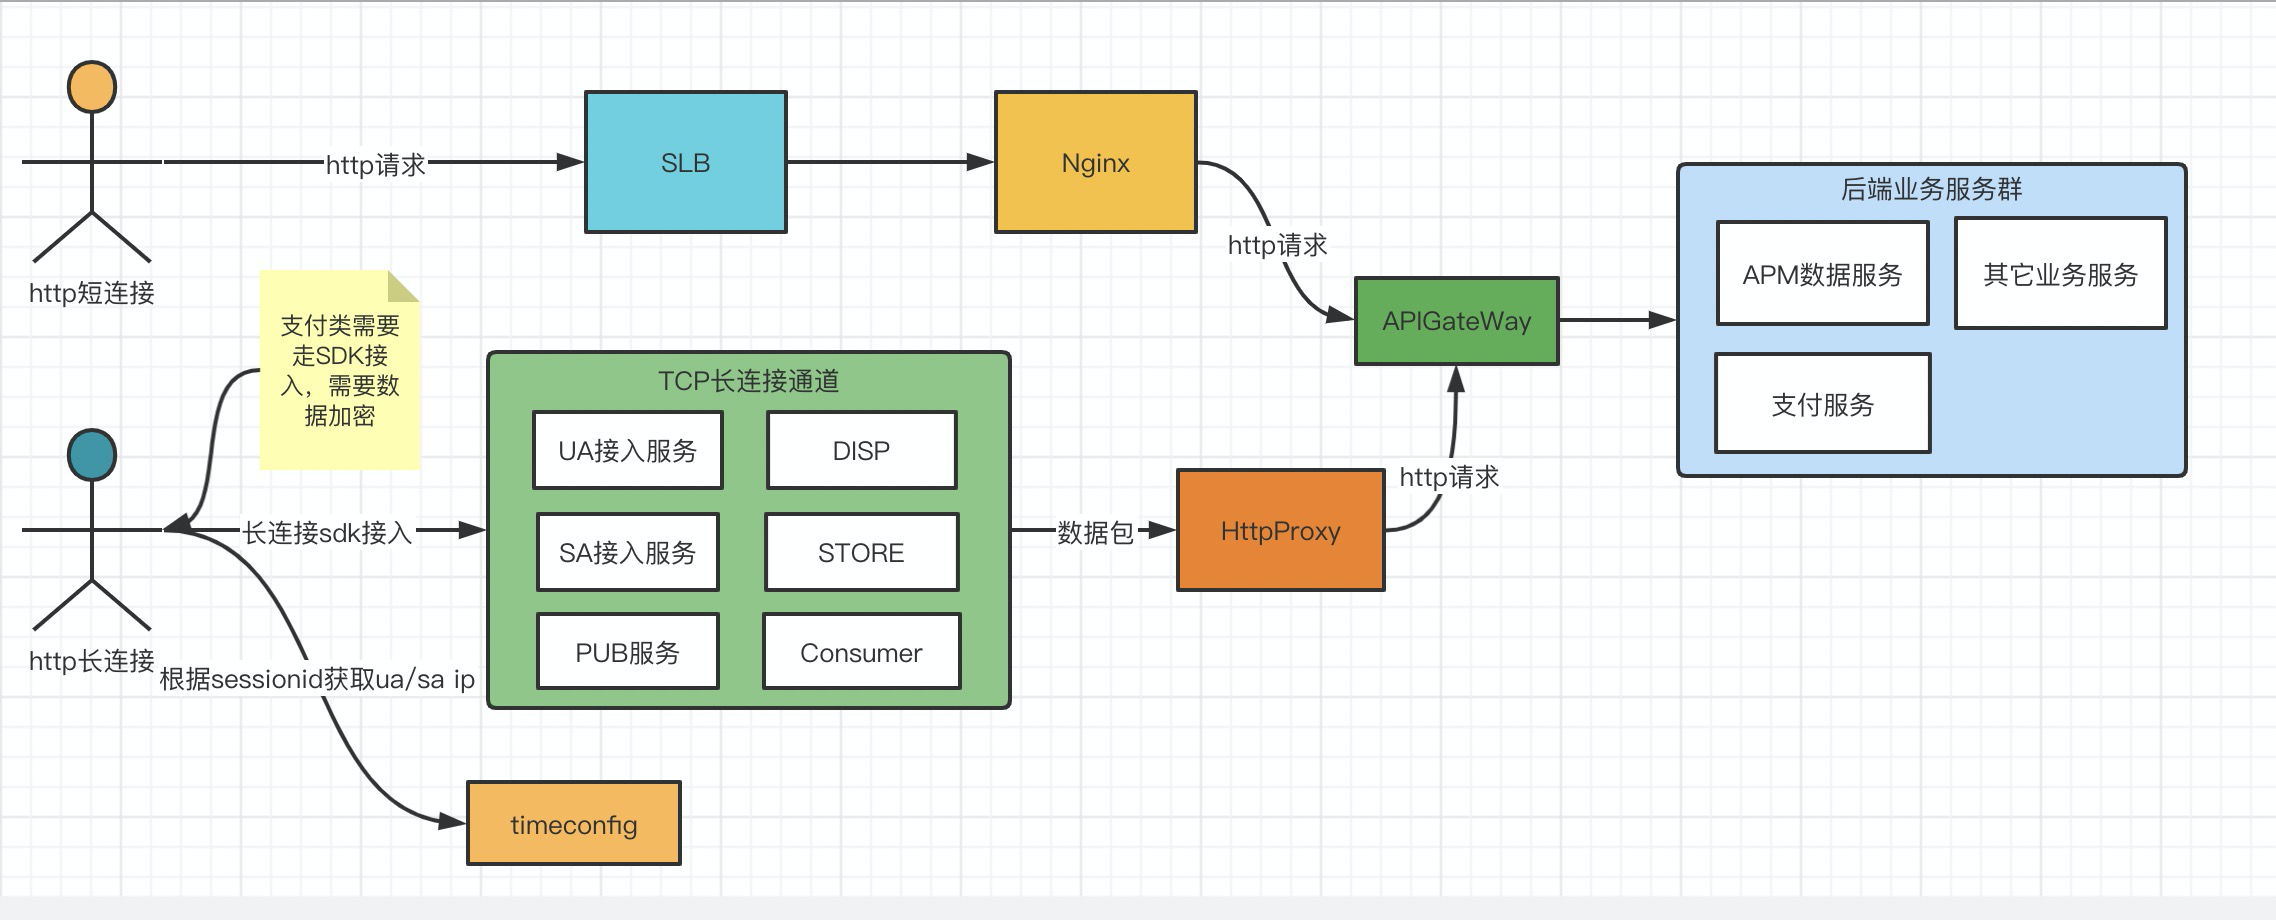 http请求
SLB
Nginx
http短连接
http请求
后端业务服务群
APM数据服务
其它业务服务
支付服务
APIGateWay
支付类需要
走SDK接
入，需要数
据加密
TCP长连接通道
UA接入服务
DISP
SA接入服务
STORE
PUB服务
Consumer
长连接sdk接入
数据包
HttpProxy
http请求
http长连接
根据sessionid获取ua/sa ip
timeconfig